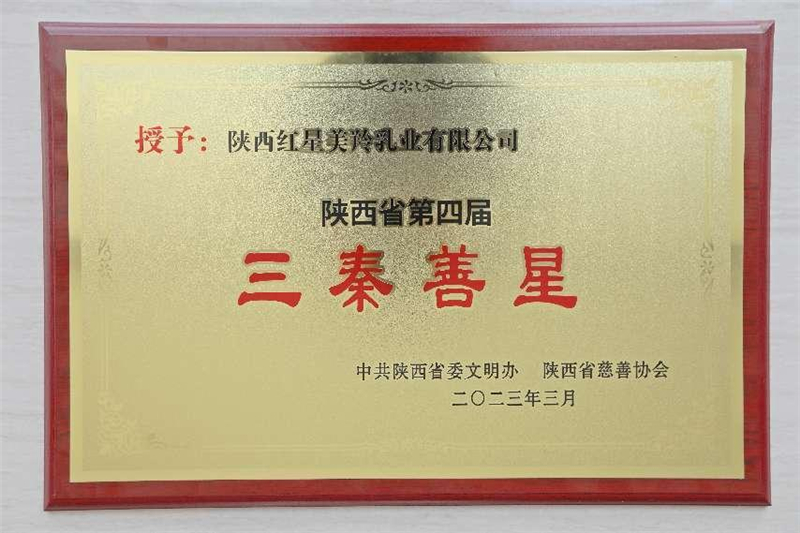 授予：陕西红星美羚乳业有限公司
陕西省第四届
三秦善星
中共陕西省委文明办 陕西省慈善协会
二〇二三年三月